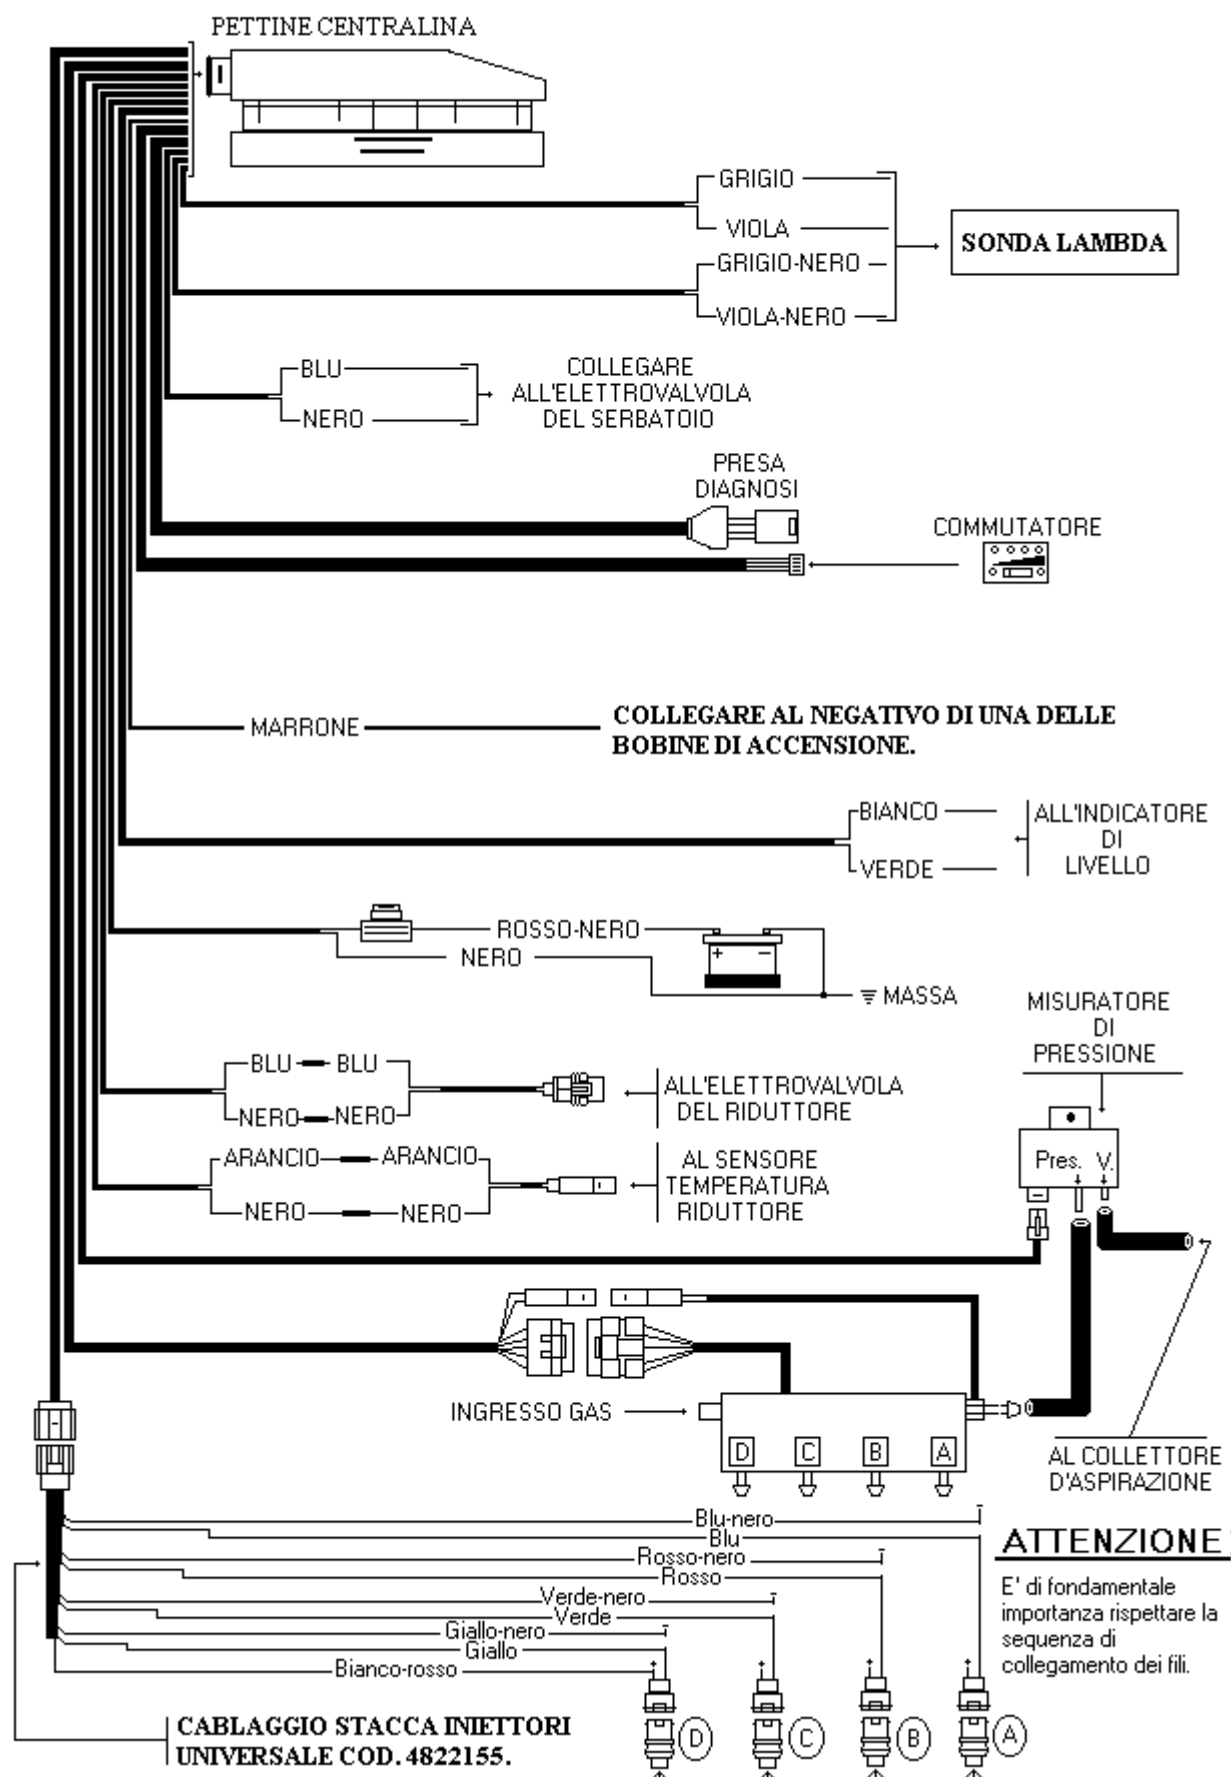 PETTINE CENTRALINA
GRIGIO
VIOLA
GRIGIO-NERO
VIOLA-NERO
SONDA LAMBDA
BLU
NERO
COLLEGARE
ALL'ELETTROVALVOLA
DEL SERBATOIO
PRESA
DIAGNOSI
COMMUTATORE
MARRONE
COLLEGARE AL NEGATIVO DI UNA DELLE
BOBINE DI ACCENSIONE.
BIANCO
VERDE
ALL'INDICATORE
DI
LIVELLO
ROSSO-NERO
NERO
+ −
MASSA
MISURATORE
DI
PRESSIONE
BLU BLU
NERO NERO
ALL'ELETTROVALVOLA
DEL RIDUTTORE
ARANCIO ARANCIO
NERO NERO
AL SENSORE
TEMPERATURA
RIDUTTORE
Pres. V.
INGRESSO GAS
D C B A
AL COLLETTORE
D'ASPIRAZIONE
Blu-nero
Blu
Rosso-nero
Rosso
Verde-nero
Verde
Giallo-nero
Giallo
Bianco-rosso
- - - -
+ + + +
D C B A
ATTENZIONE:
E' di fondamentale
importanza rispettare la
sequenza di
collegamento dei fili.
CABLAGGIO STACCA INIETTORI
UNIVERSALE COD. 4822155.